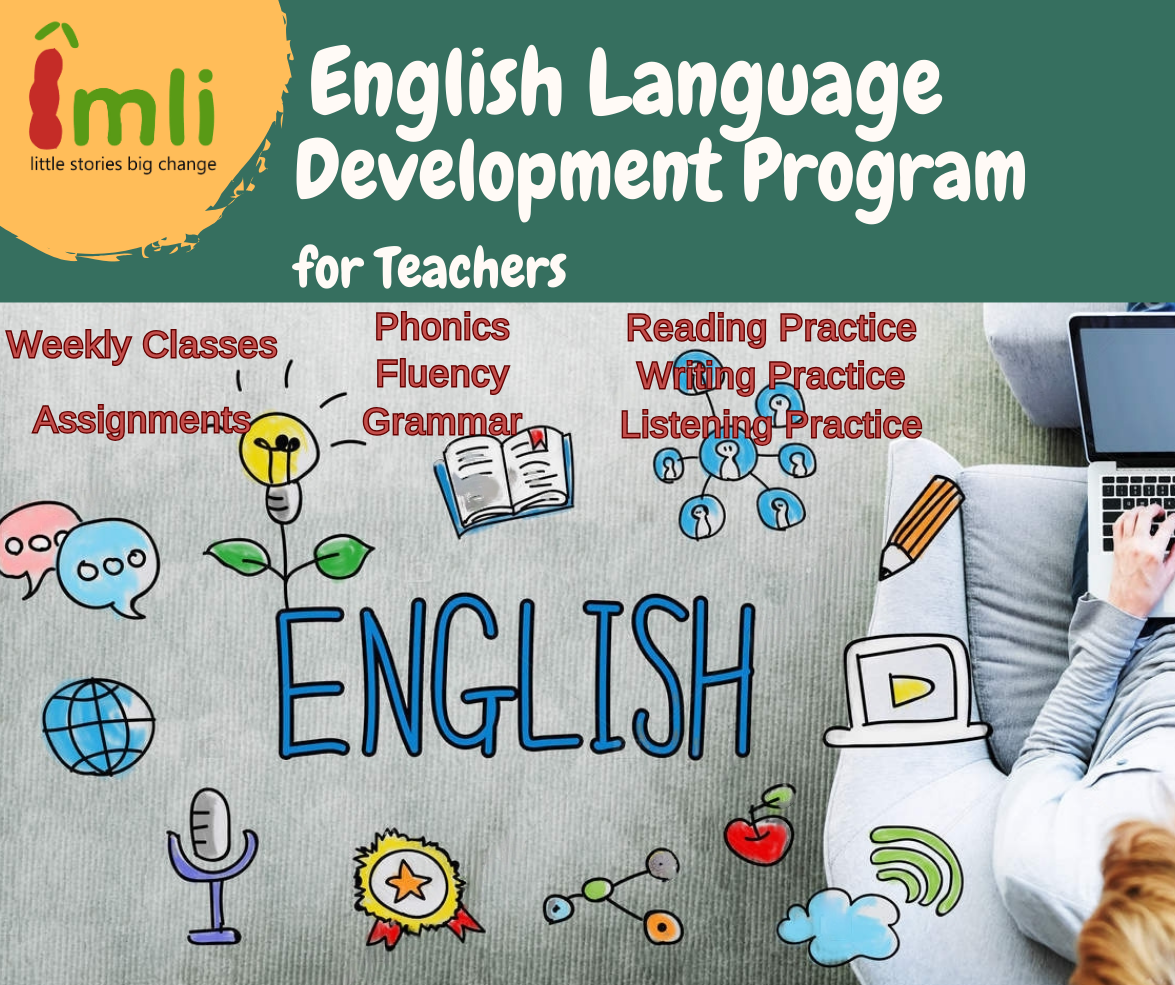 Îmli
little stories big change
English Language
Development Program
for Teachers
Weekly Classes
Assignments
Phonics
Fluency
Grammar
Reading Practice
Writing Practice
Listening Practice
ENGLISH